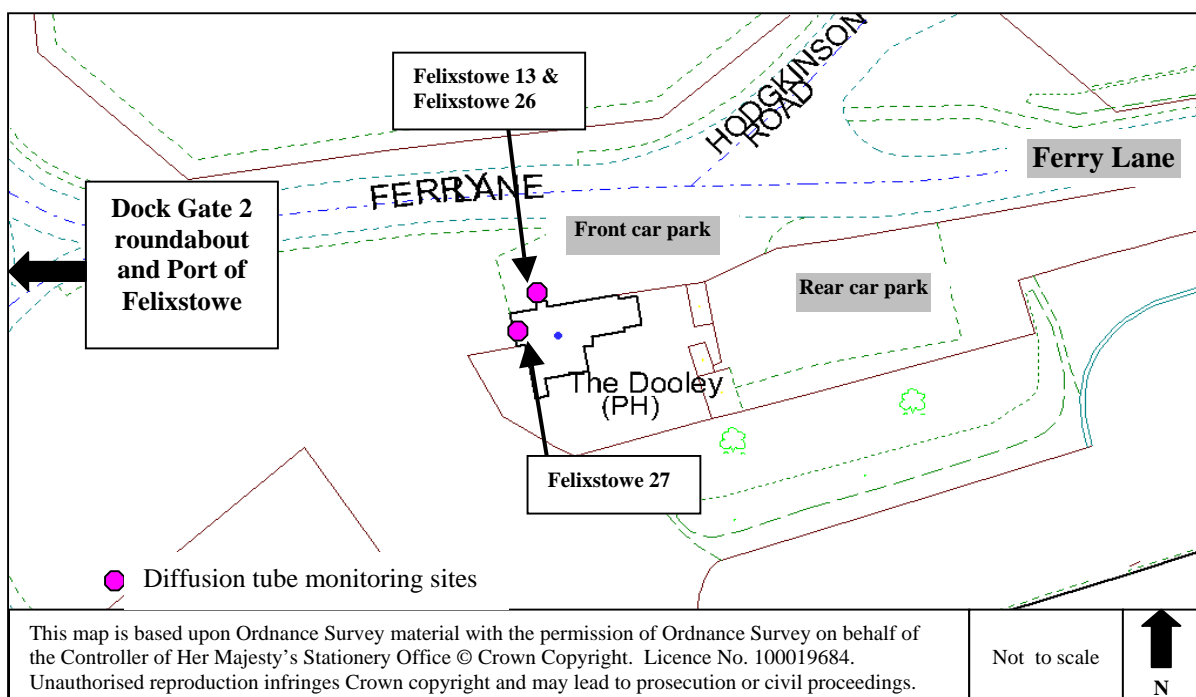 Felixstowe 13 &
Felixstowe 26
HODGKINSON
ROAD
Ferry Lane
FERRY LANE
Dock Gate 2
roundabout
and Port of
Felixstowe
Front car park
Rear car park
The Dooley
(PH)
Felixstowe 27
Diffusion tube monitoring sites
This map is based upon Ordnance Survey material with the permission of Ordnance Survey on behalf of
the Controller of Her Majesty's Stationery Office © Crown Copyright. Licence No. 100019684.
Unauthorised reproduction infringes Crown copyright and may lead to prosecution or civil proceedings.
Not to scale
N